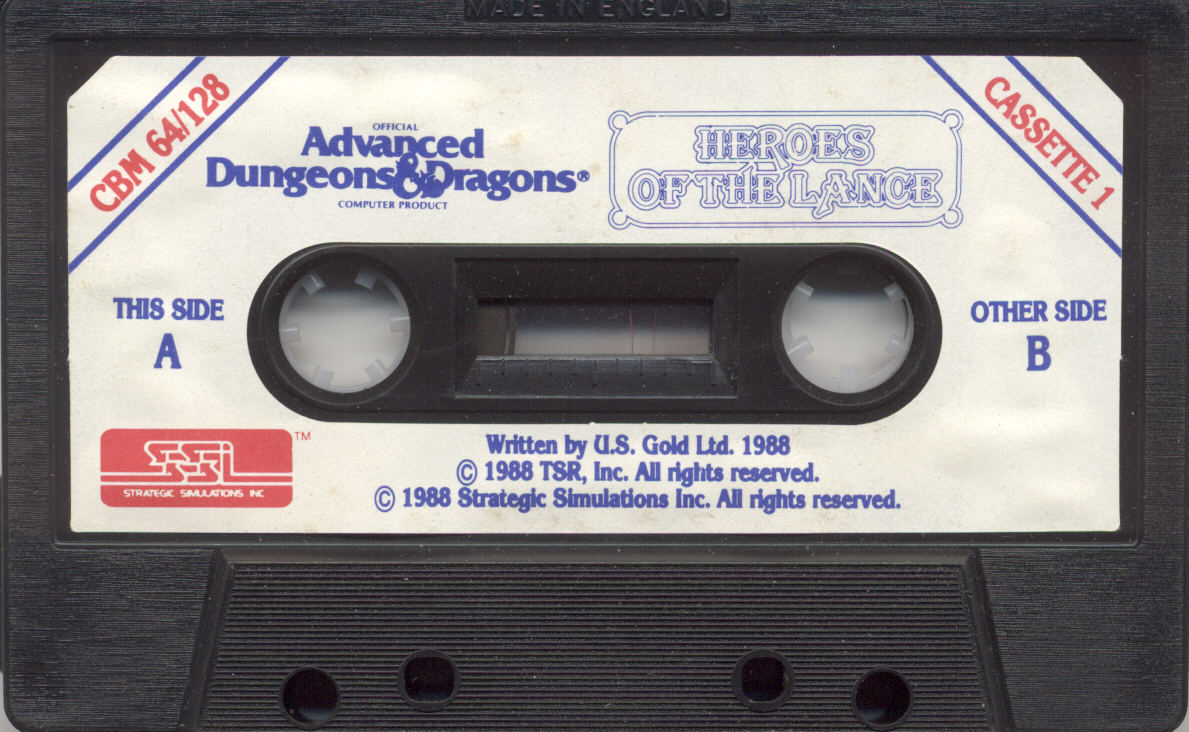 MADE IN ENGLAND
CBM 64/128
OFFICIAL
Advanced
Dungeons & Dragons®
COMPUTER PRODUCT
HEROES
OF THE LANCE
CASSETTE 1
THIS SIDE
A
OTHER SIDE
B
SSI
TM
STRATEGIC SIMULATIONS INC
Written by U.S. Gold Ltd. 1988
© 1988 TSR, Inc. All rights reserved.
© 1988 Strategic Simulations Inc. All rights reserved.